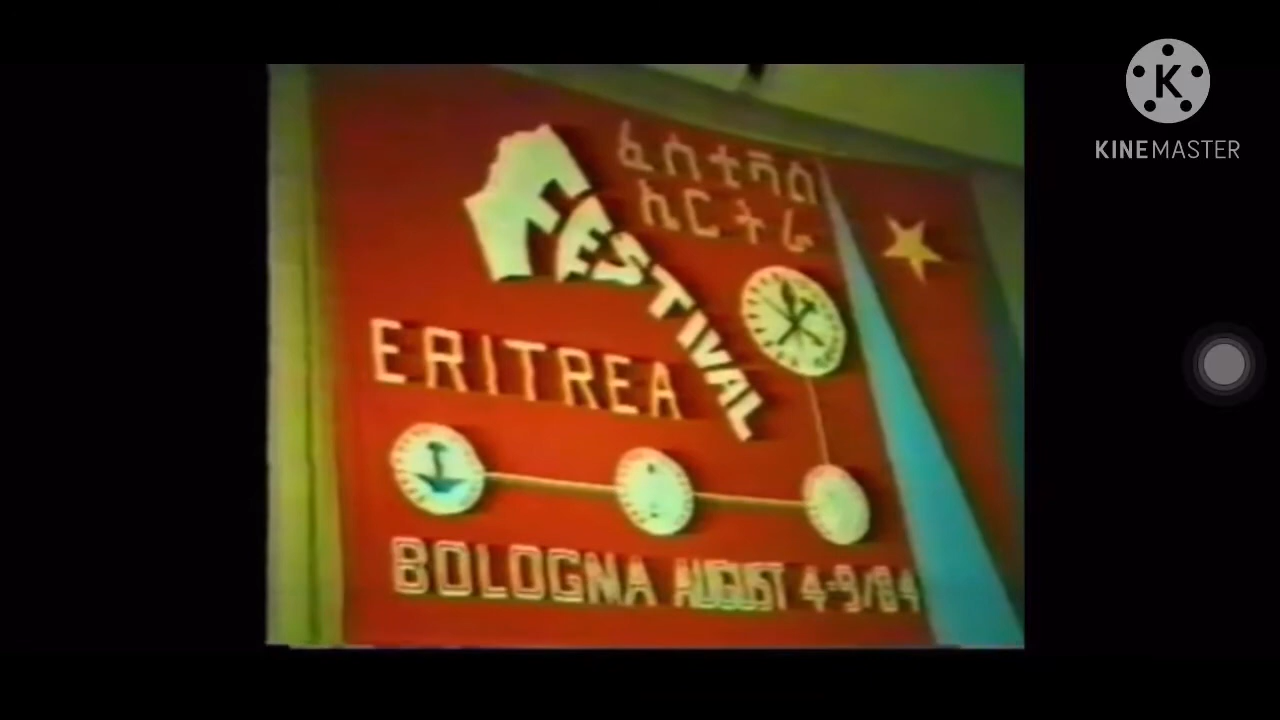 ፌስቲቫል
ኤርትራ
FESTIVAL
ERITREA
BOLOGNA AUGUST 4-9/84
K
KINEMASTER